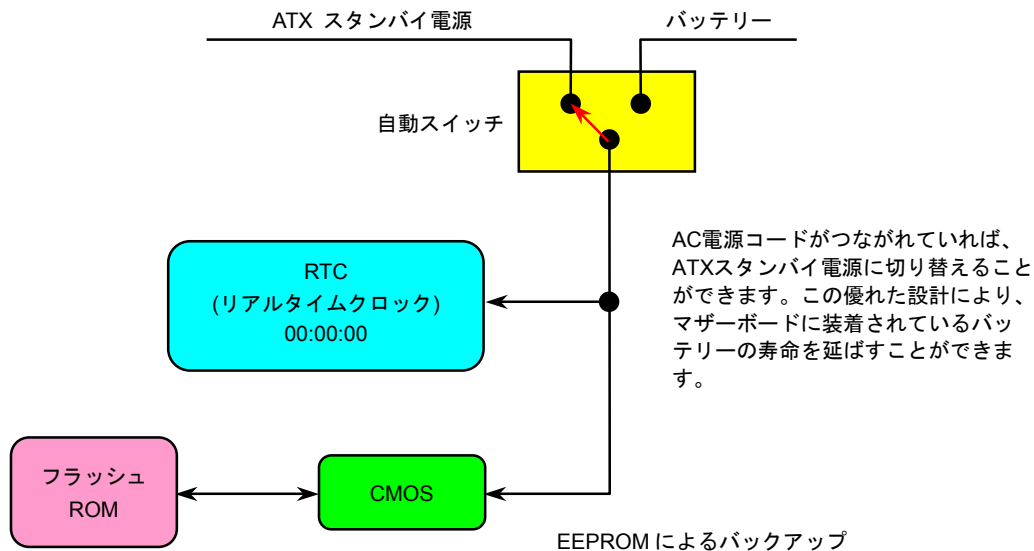 ATX スタンバイ電源
バッテリー
自動スイッチ
AC電源コードがつながれていれば、
ATXスタンバイ電源に切り替えること
ができます。この優れた設計により、
マザーボードに装着されているバッ
テリーの寿命を延ばすことができま
す。
RTC
(リアルタイムクロック)
00:00:00
フラッシュ
ROM
CMOS
EEPROM によるバックアップ